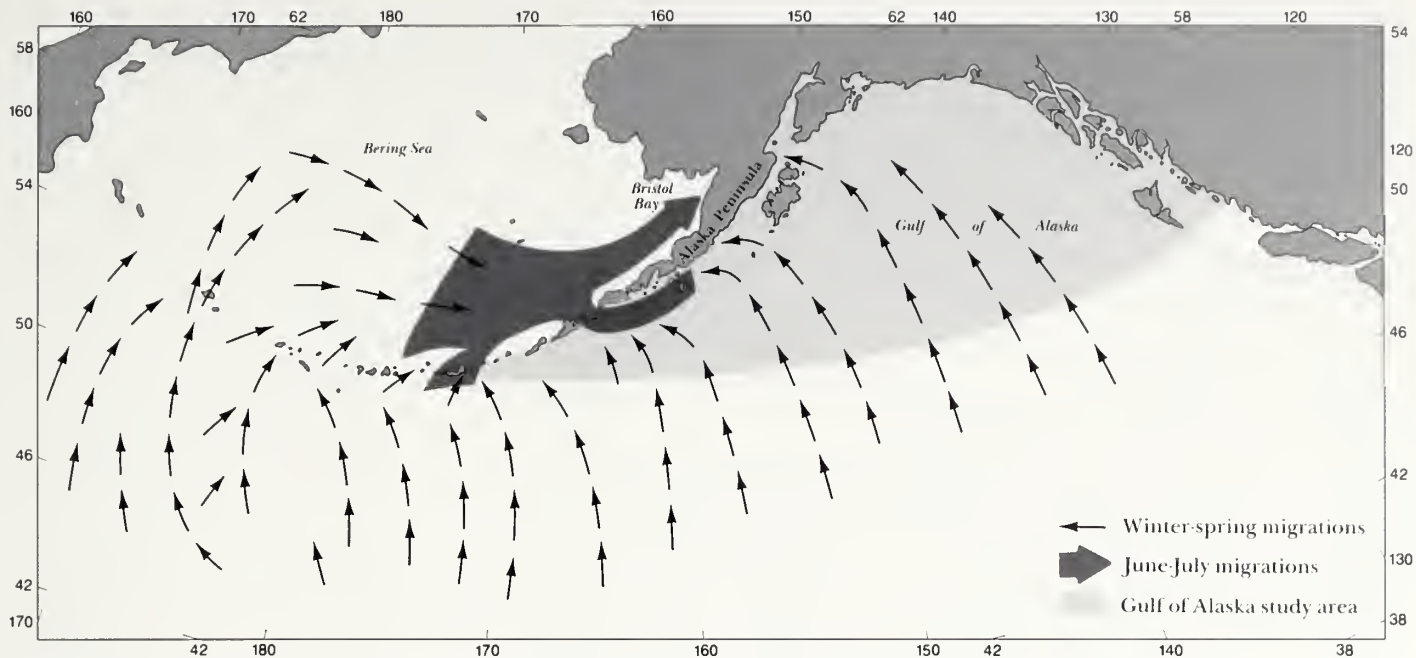 160 170 62 180 170 160 150 62 140 130 58 120
58
54
160
Bering Sea
120
54
50
Bristol
Bay
Alaska Peninsula
Gulf of Alaska
50
46
46
42
Winter-spring migrations
130
June-July migrations
42
Gulf of Alaska study area
170
38
42 180 170 160 150 42 140 38